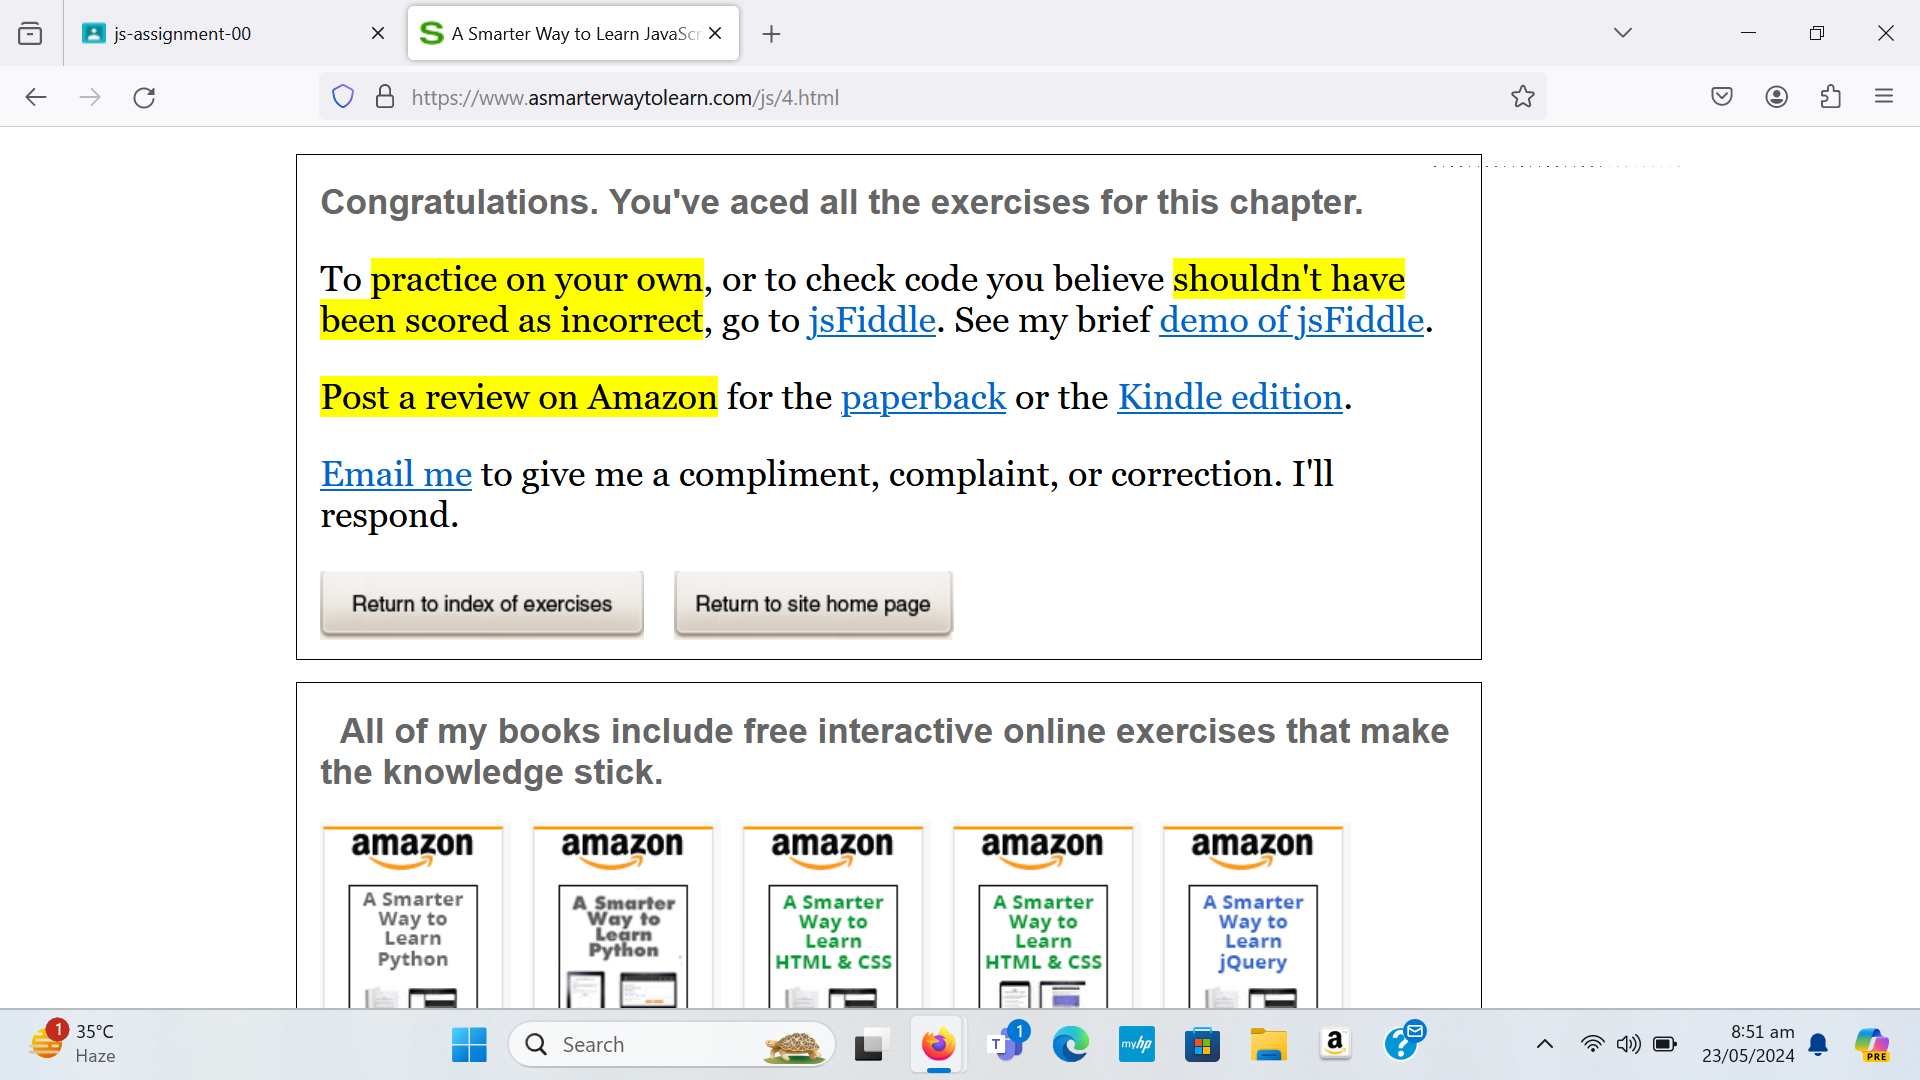 js-assignment-00
A Smarter Way to Learn JavaScr
https://www.asmarterwaytolearn.com/js/4.html
Congratulations. You've aced all the exercises for this chapter.
To practice on your own, or to check code you believe shouldn't have
been scored as incorrect, go to jsFiddle. See my brief demo of jsFiddle.
Post a review on Amazon for the paperback or the Kindle edition.
Email me to give me a compliment, complaint, or correction. I'll
respond.
Return to index of exercises Return to site home page
All of my books include free interactive online exercises that make
the knowledge stick.
amazon amazon amazon amazon amazon
A Smarter
Way to
Learn
Python
A Smarter
Way to
Learn
Python
A Smarter
Way to
Learn
HTML & CSS
A Smarter
Way to
Learn
HTML & CSS
A Smarter
Way to
Learn
jQuery
1
35°C
Haze
Search
T
1
myhp
a
?
8:51 am
23/05/2024
PRE